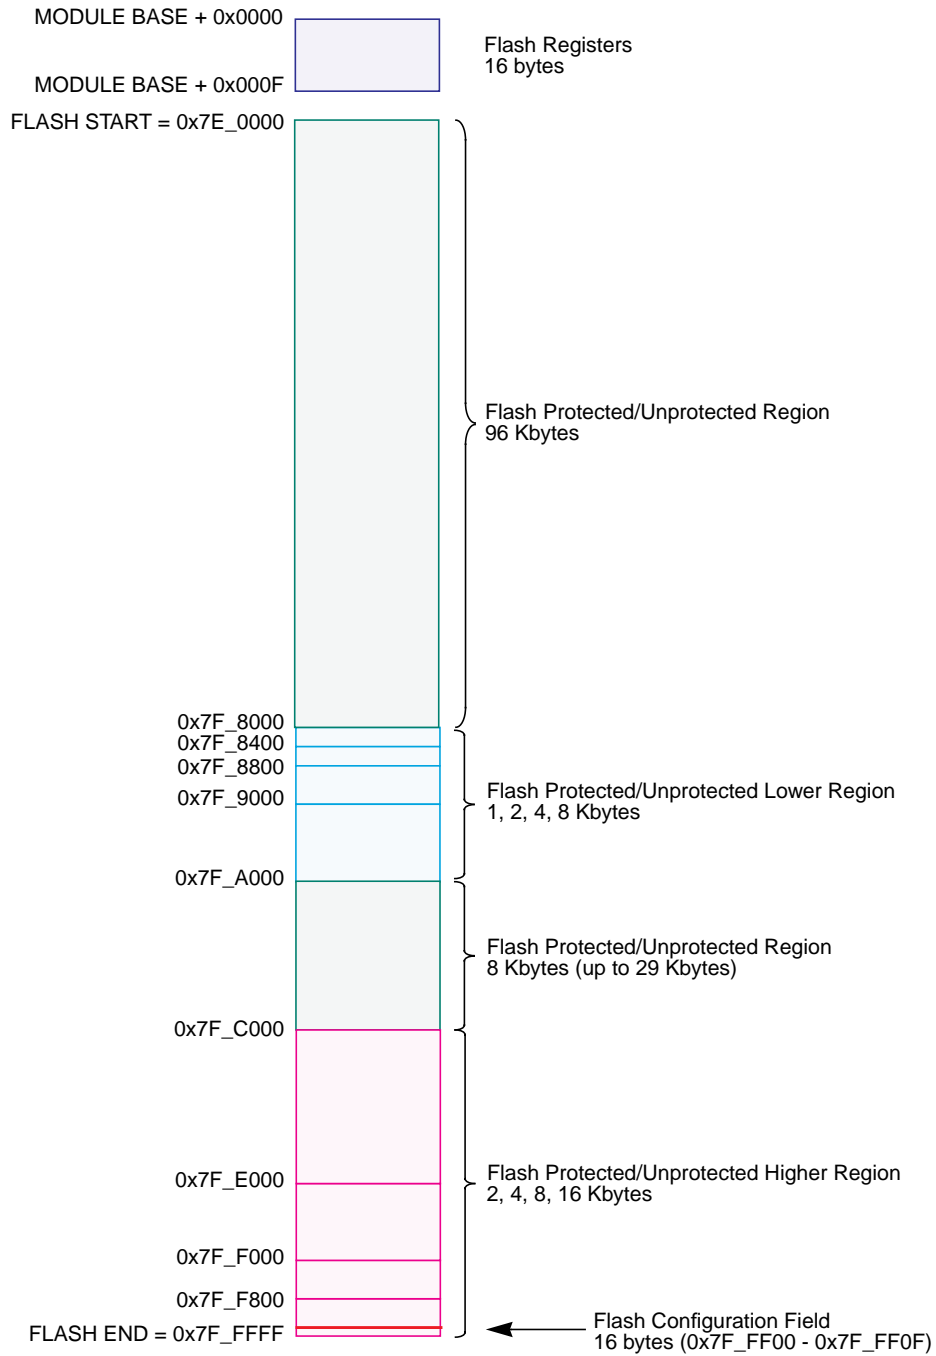 MODULE BASE + 0x0000
Flash Registers
16 bytes
MODULE BASE + 0x000F
FLASH START = 0x7E_0000
Flash Protected/Unprotected Region
96 Kbytes
0x7F_8000
0x7F_8400
0x7F_8800
0x7F_9000
Flash Protected/Unprotected Lower Region
1, 2, 4, 8 Kbytes
0x7F_A000
Flash Protected/Unprotected Region
8 Kbytes (up to 29 Kbytes)
0x7F_C000
0x7F_E000
Flash Protected/Unprotected Higher Region
2, 4, 8, 16 Kbytes
0x7F_F000
0x7F_F800
FLASH END = 0x7F_FFFF
Flash Configuration Field
16 bytes (0x7F_FF00 - 0x7F_FF0F)